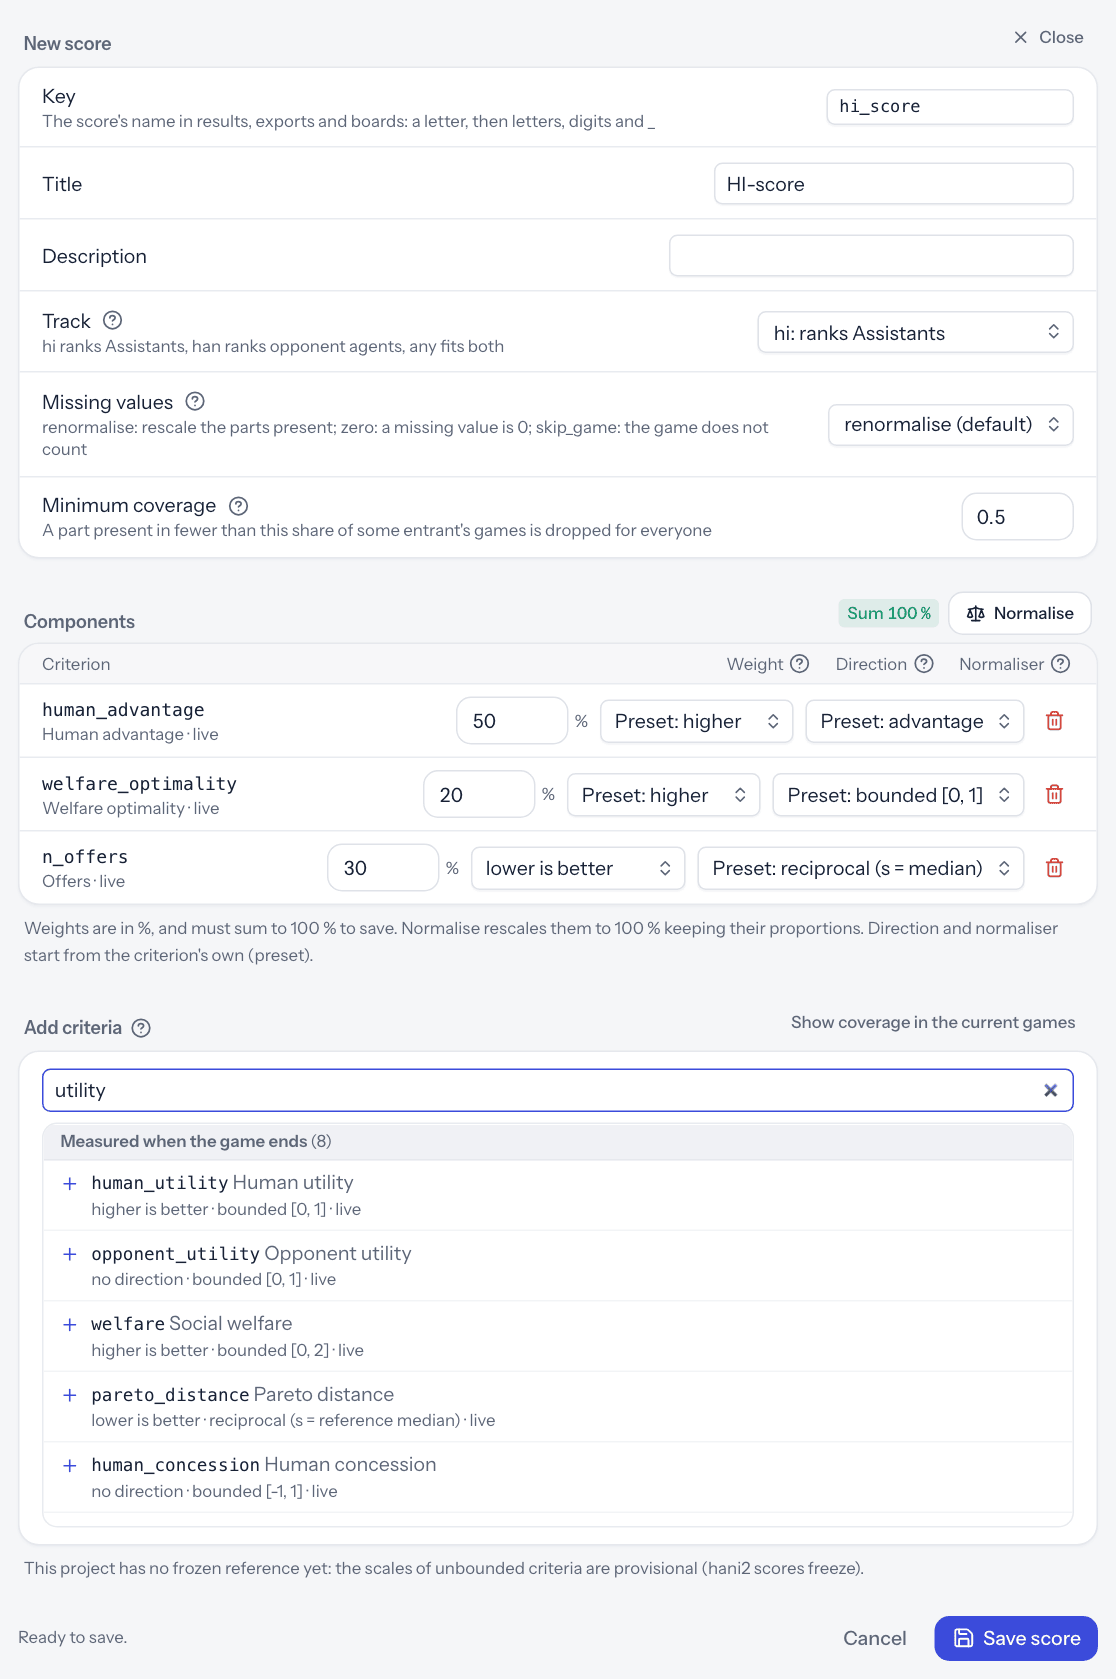 New score
Close
Key
The score's name in results, exports and boards: a letter, then letters, digits and _
hi_score
Title
HI-score
Description
Track
hi ranks Assistants, han ranks opponent agents, any fits both
hi: ranks Assistants
Missing values
renormalise: rescale the parts present; zero: a missing value is 0; skip_game: the game does not
count
renormalise (default)
Minimum coverage
A part present in fewer than this share of some entrant's games is dropped for everyone
0.5
Components
Sum 100 %
Normalise
Criterion
Weight
Direction
Normaliser
human_advantage
Human advantage · live
50
%
Preset: higher
Preset: advantage
welfare_optimality
Welfare optimality · live
20
%
Preset: higher
Preset: bounded [0, 1]
n_offers
Offers · live
30
%
lower is better
Preset: reciprocal (s = median)
Weights are in %, and must sum to 100 % to save. Normalise rescales them to 100 % keeping their proportions. Direction and normaliser
start from the criterion's own (preset).
Add criteria
Show coverage in the current games
utility
Measured when the game ends (8)
human_utility Human utility
higher is better · bounded [0, 1] · live
opponent_utility Opponent utility
no direction · bounded [0, 1] · live
welfare Social welfare
higher is better · bounded [0, 2] · live
pareto_distance Pareto distance
lower is better · reciprocal (s = reference median) · live
human_concession Human concession
no direction · bounded [-1, 1] · live
This project has no frozen reference yet: the scales of unbounded criteria are provisional (hani2 scores freeze).
Ready to save.
Cancel
Save score